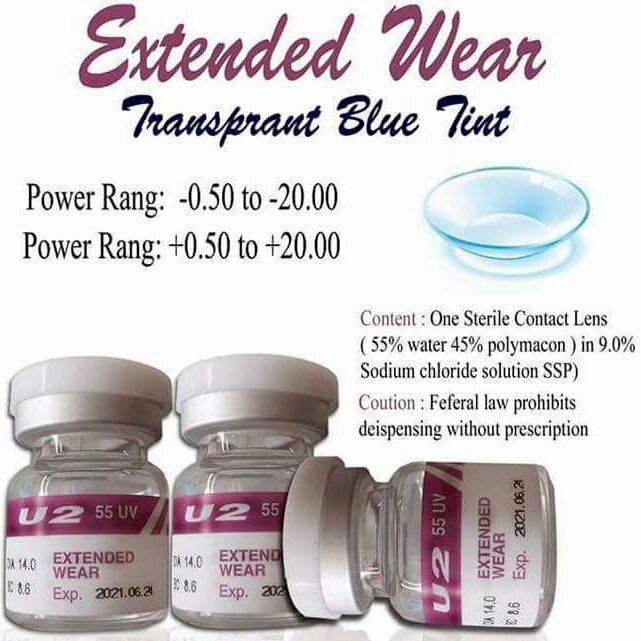 Extended Wear
Transprant Blue Tint
Power Rang: -0.50 to -20.00
Power Rang: +0.50 to +20.00
Content : One Sterile Contact Lens
( 55% water 45% polymacon ) in 9.0%
Sodium chloride solution SSP)
Coution : Feferal law prohibits
deispensing without prescription
U2 55 UV
DIA 14.0
BC 8.6
EXTENDED
WEAR
Exp. 2021.06.24
U2 55
DIA 14.0
BC 8.6
EXTEND
WEAR
Exp. 202
U2 55 UV
DIA 14.0
BC 8.6
EXTENDED
WEAR
Exp. 2021.06.24